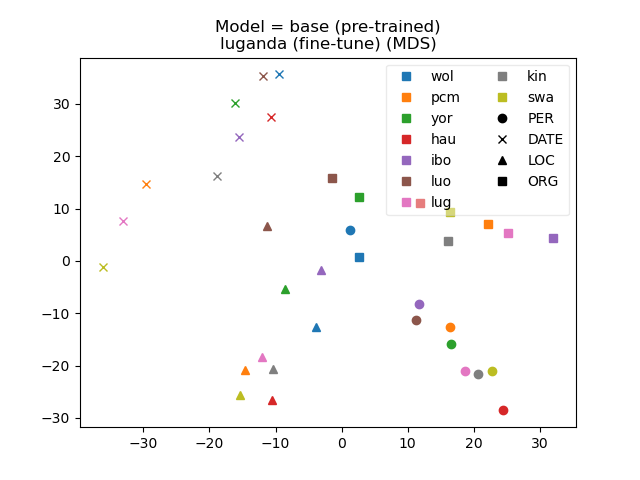 Model = base (pre-trained)
luganda (fine-tune) (MDS)
wol
pcm
yor
hau
ibo
luo
lug
kin
swa
PER
DATE
LOC
ORG
30
20
10
0
−10
−20
−30
−30
−20
−10
0
10
20
30